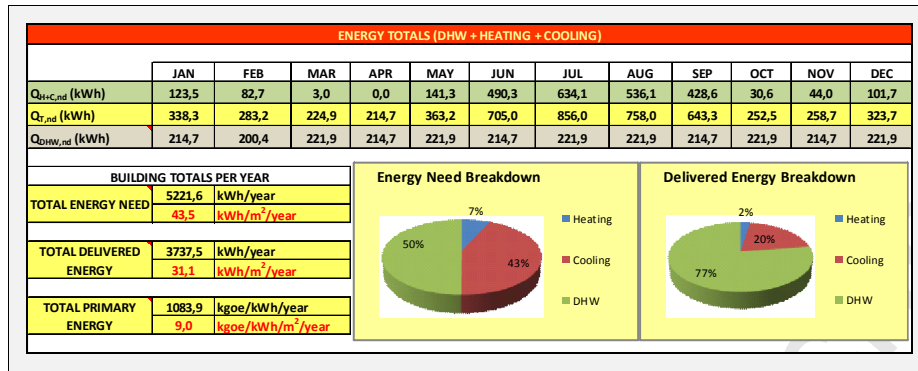 ENERGY TOTALS (DHW + HEATING + COOLING)
JAN FEB MAR APR MAY JUN JUL AUG SEP OCT NOV DEC
Q_H+C,nd (kWh) 123,5 82,7 3,0 0,0 141,3 490,3 634,1 536,1 428,6 30,6 44,0 101,7
Q_T,nd (kWh) 338,3 283,2 224,9 214,7 363,2 705,0 856,0 758,0 643,3 252,5 258,7 323,7
Q_DHW,nd (kWh) 214,7 200,4 221,9 214,7 221,9 214,7 221,9 221,9 214,7 221,9 214,7 221,9
BUILDING TOTALS PER YEAR
TOTAL ENERGY NEED 5221,6 kWh/year
43,5 kWh/m²/year
TOTAL DELIVERED ENERGY 3737,5 kWh/year
31,1 kWh/m²/year
TOTAL PRIMARY ENERGY 1083,9 kgoe/kWh/year
9,0 kgoe/kWh/m²/year
Energy Need Breakdown
7%
43%
50%
Heating
Cooling
DHW
Delivered Energy Breakdown
2%
20%
77%
Heating
Cooling
DHW